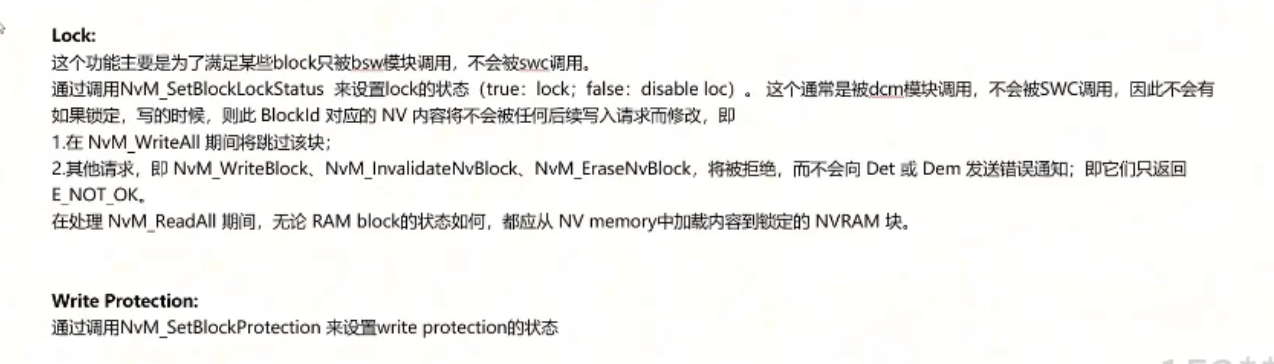 Lock:
这个功能主要是为了满足某些block只被bsw模块调用，不会被swc调用。
通过调用NvM_SetBlockLockStatus 来设置lock的状态（true：lock；false：disable loc）。 这个通常是被dcm模块调用，不会被SWC调用，因此不会有
如果锁定，写的时候，则此 BlockId 对应的 NV 内容将不会被任何后续写入请求而修改，即
1.在 NvM_WriteAll 期间将跳过该块；
2.其他请求，即 NvM_WriteBlock、NvM_InvalidateNvBlock、NvM_EraseNvBlock，将被拒绝，而不会向 Det 或 Dem 发送错误通知；即它们只返回
E_NOT_OK。
在处理 NvM_ReadAll 期间，无论 RAM block的状态如何，都应从 NV memory中加载内容到锁定的 NVRAM 块。
Write Protection:
通过调用NvM_SetBlockProtection 来设置write protection的状态